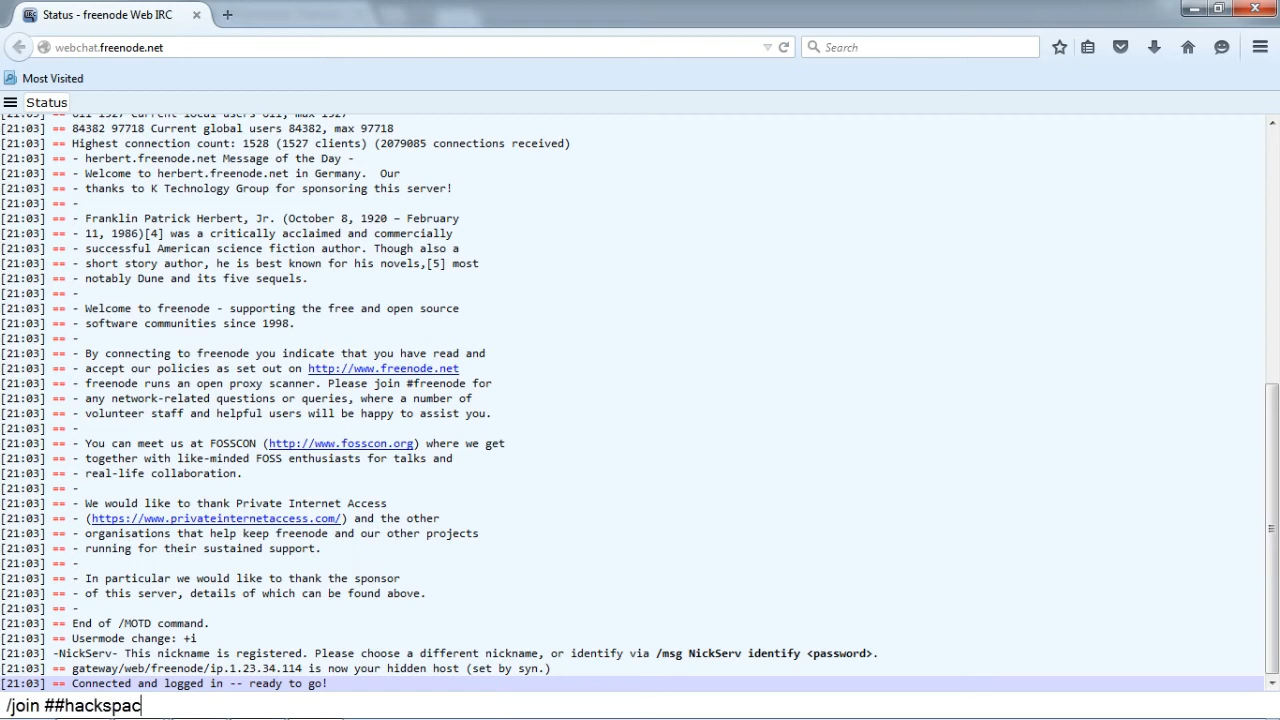 Status - freenode Web IRC
webchat.freenode.net
Search
Most Visited
Status
[21:03] == 84382 97718 Current global users 84382, max 97718
[21:03] == Highest connection count: 1528 (1527 clients) (2079085 connections received)
[21:03] == - herbert.freenode.net Message of the Day -
[21:03] == - Welcome to herbert.freenode.net in Germany.  Our
[21:03] == - thanks to K Technology Group for sponsoring this server!
[21:03] == -
[21:03] == - Franklin Patrick Herbert, Jr. (October 8, 1920 – February
[21:03] == - 11, 1986)[4] was a critically acclaimed and commercially
[21:03] == - successful American science fiction author. Though also a
[21:03] == - short story author, he is best known for his novels,[5] most
[21:03] == - notably Dune and its five sequels.
[21:03] == -
[21:03] == - Welcome to freenode - supporting the free and open source
[21:03] == - software communities since 1998.
[21:03] == -
[21:03] == - By connecting to freenode you indicate that you have read and
[21:03] == - accept our policies as set out on http://www.freenode.net
[21:03] == - freenode runs an open proxy scanner. Please join #freenode for
[21:03] == - any network-related questions or queries, where a number of
[21:03] == - volunteer staff and helpful users will be happy to assist you.
[21:03] == -
[21:03] == - You can meet us at FOSSCON (http://www.fosscon.org) where we get
[21:03] == - together with like-minded FOSS enthusiasts for talks and
[21:03] == - real-life collaboration.
[21:03] == -
[21:03] == - We would like to thank Private Internet Access
[21:03] == - (https://www.privateinternetaccess.com/) and the other
[21:03] == - organisations that help keep freenode and our other projects
[21:03] == - running for their sustained support.
[21:03] == -
[21:03] == - In particular we would like to thank the sponsor
[21:03] == - of this server, details of which can be found above.
[21:03] == -
[21:03] == End of /MOTD command.
[21:03] == Usermode change: +i
[21:03] -NickServ- This nickname is registered. Please choose a different nickname, or identify via /msg NickServ identify <password>.
[21:03] == gateway/web/freenode/ip.1.23.34.114 is now your hidden host (set by syn.)
[21:03] == Connected and logged in -- ready to go!
/join ##hackspac